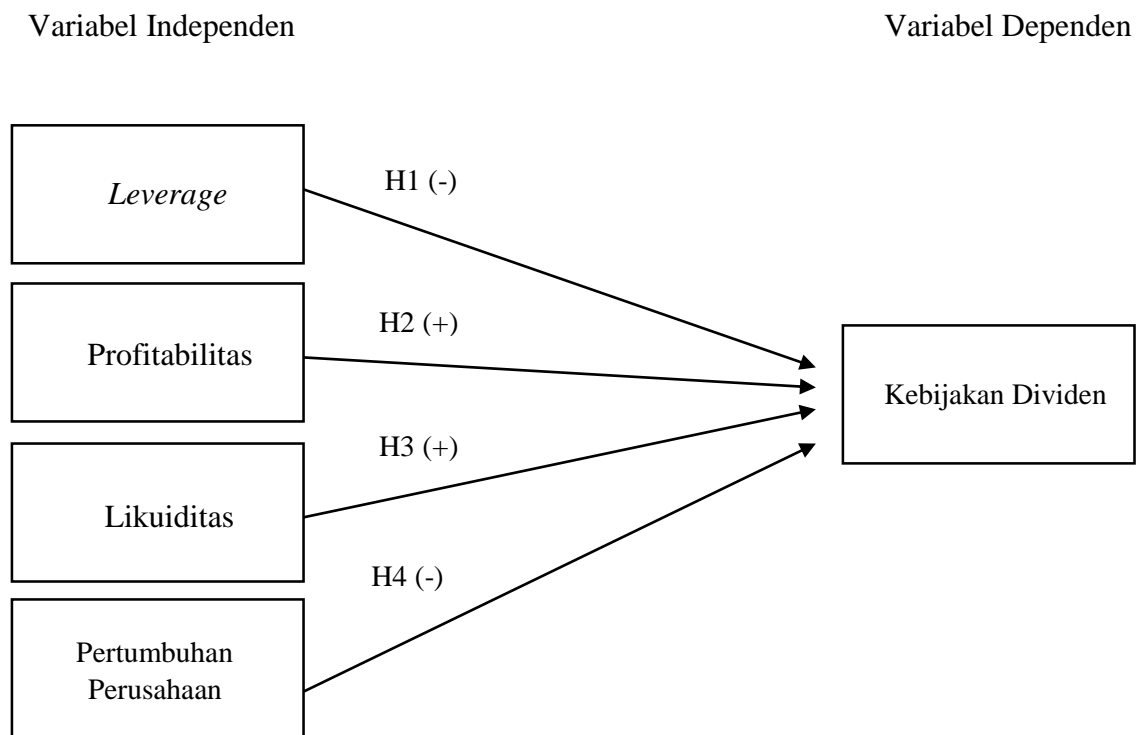 Variabel Independen
Variabel Dependen
Leverage
H1 (-)
Profitabilitas
H2 (+)
Kebijakan Dividen
Likuiditas
H3 (+)
Pertumbuhan
Perusahaan
H4 (-)